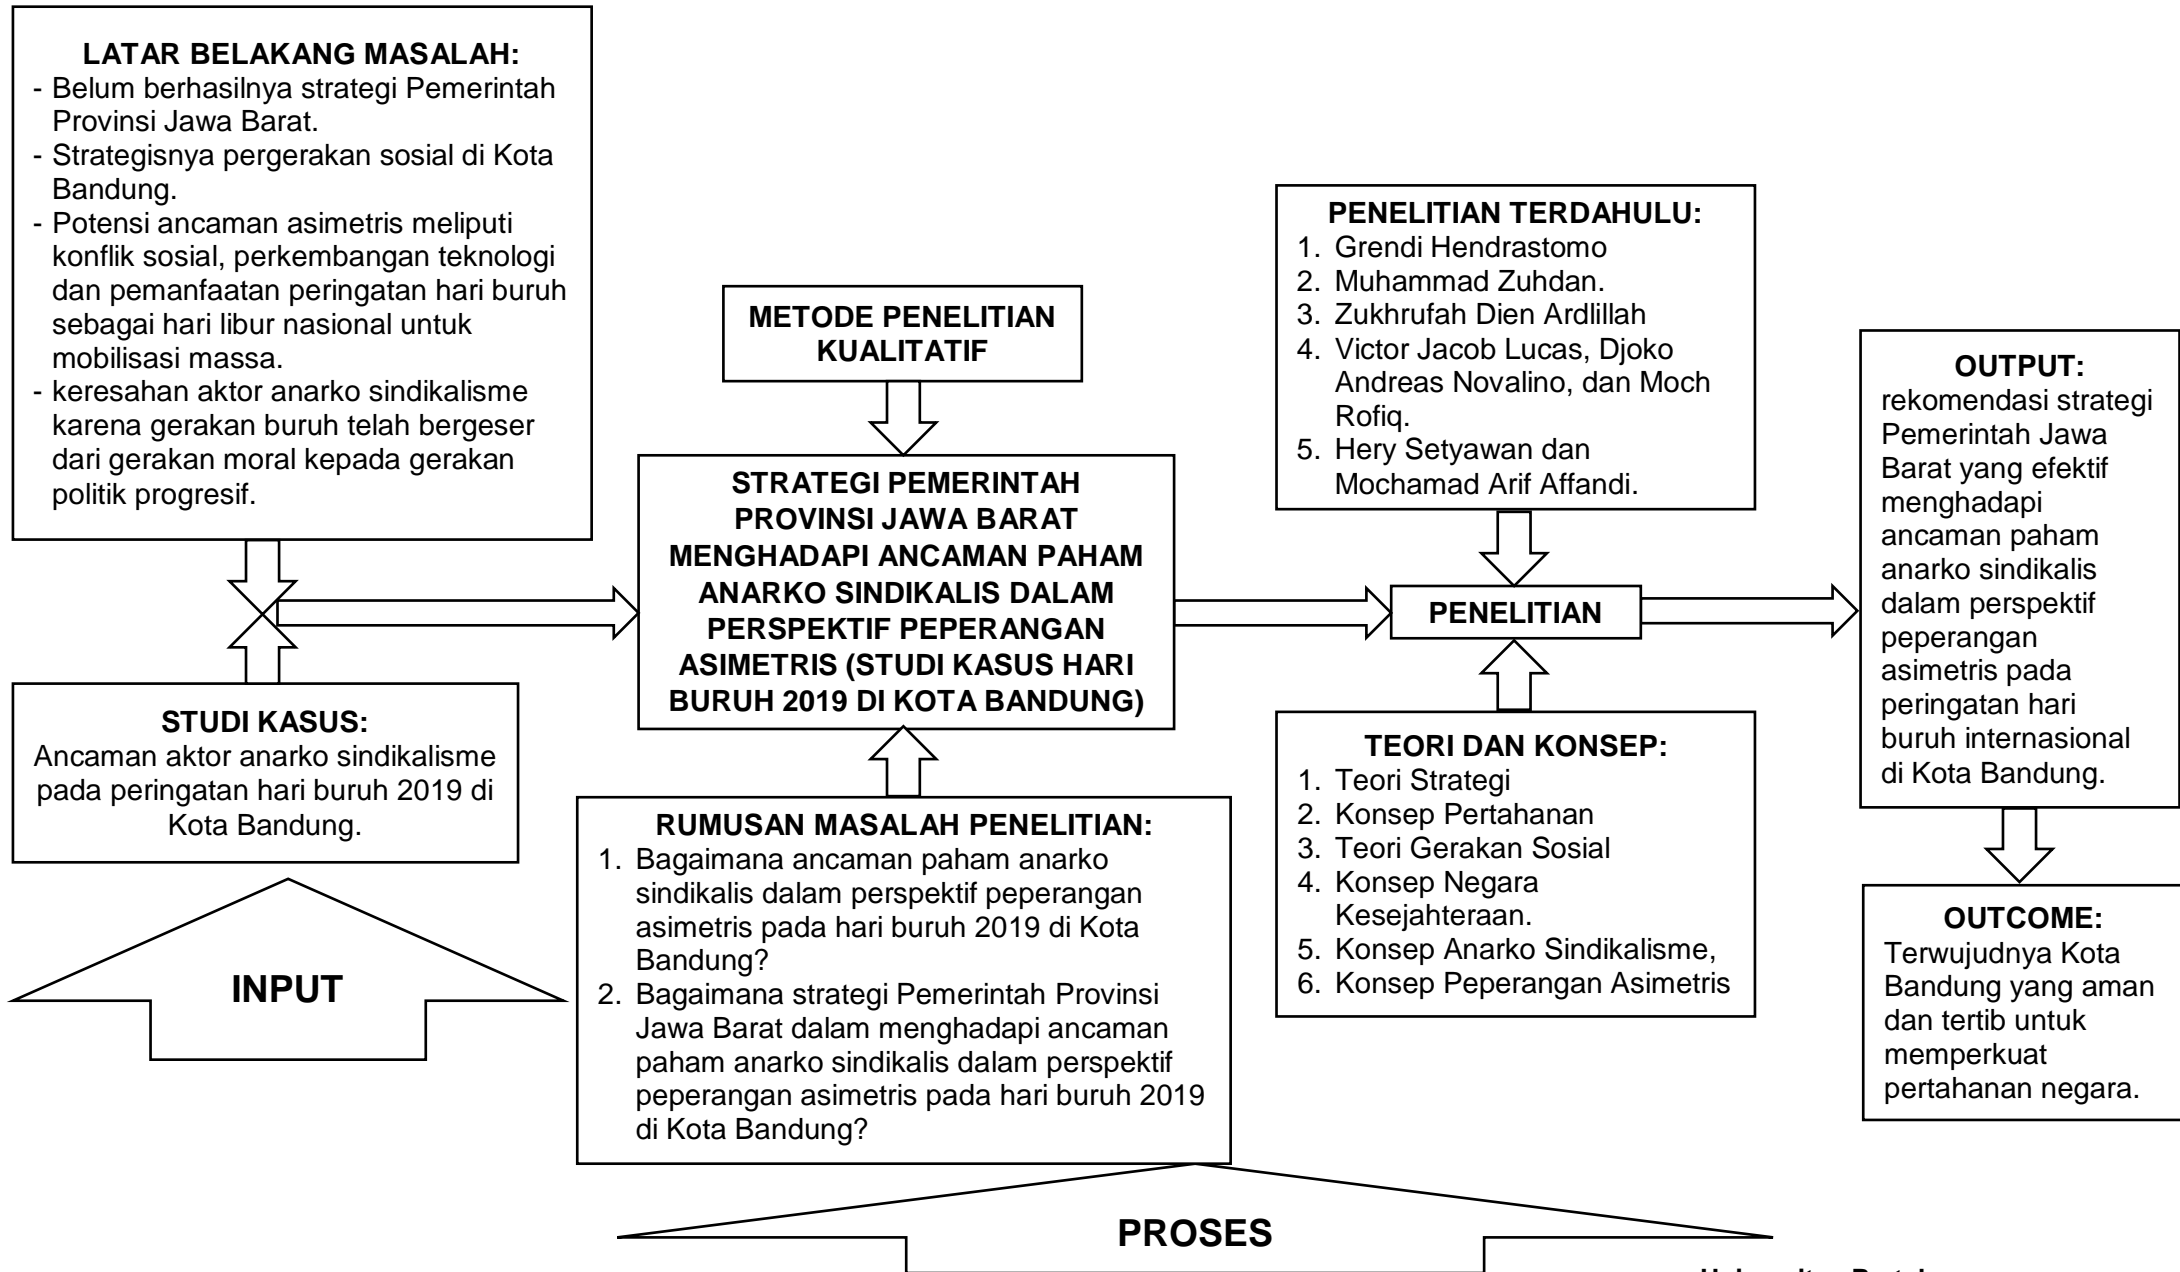 LATAR BELAKANG MASALAH:
- Belum berhasilnya strategi Pemerintah
Provinsi Jawa Barat.
- Strategisnya pergerakan sosial di Kota
Bandung.
- Potensi ancaman asimetris meliputi
konflik sosial, perkembangan teknologi
dan pemanfaatan peringatan hari buruh
sebagai hari libur nasional untuk
mobilisasi massa.
- keresahan aktor anarko sindikalisme
karena gerakan buruh telah bergeser
dari gerakan moral kepada gerakan
politik progresif.
STUDI KASUS:
Ancaman aktor anarko sindikalisme
pada peringatan hari buruh 2019 di
Kota Bandung.
INPUT
METODE PENELITIAN
KUALITATIF
STRATEGI PEMERINTAH
PROVINSI JAWA BARAT
MENGHADAPI ANCAMAN PAHAM
ANARKO SINDIKALIS DALAM
PERSPEKTIF PEPERANGAN
ASIMETRIS (STUDI KASUS HARI
BURUH 2019 DI KOTA BANDUNG)
RUMUSAN MASALAH PENELITIAN:
1. Bagaimana ancaman paham anarko
sindikalis dalam perspektif peperangan
asimetris pada hari buruh 2019 di Kota
Bandung?
2. Bagaimana strategi Pemerintah Provinsi
Jawa Barat dalam menghadapi ancaman
paham anarko sindikalis dalam perspektif
peperangan asimetris pada hari buruh 2019
di Kota Bandung?
PROSES
PENELITIAN TERDAHULU:
1. Grendi Hendrastomo
2. Muhammad Zuhdan.
3. Zukhrufah Dien Ardlillah
4. Victor Jacob Lucas, Djoko
Andreas Novalino, dan Moch
Rofiq.
5. Hery Setyawan dan
Mochamad Arif Affandi.
PENELITIAN
TEORI DAN KONSEP:
1. Teori Strategi
2. Konsep Pertahanan
3. Teori Gerakan Sosial
4. Konsep Negara
Kesejahteraan.
5. Konsep Anarko Sindikalisme,
6. Konsep Peperangan Asimetris
OUTPUT:
rekomendasi strategi
Pemerintah Jawa
Barat yang efektif
menghadapi
ancaman paham
anarko sindikalis
dalam perspektif
peperangan
asimetris pada
peringatan hari
buruh internasional
di Kota Bandung.
OUTCOME:
Terwujudnya Kota
Bandung yang aman
dan tertib untuk
memperkuat
pertahanan negara.